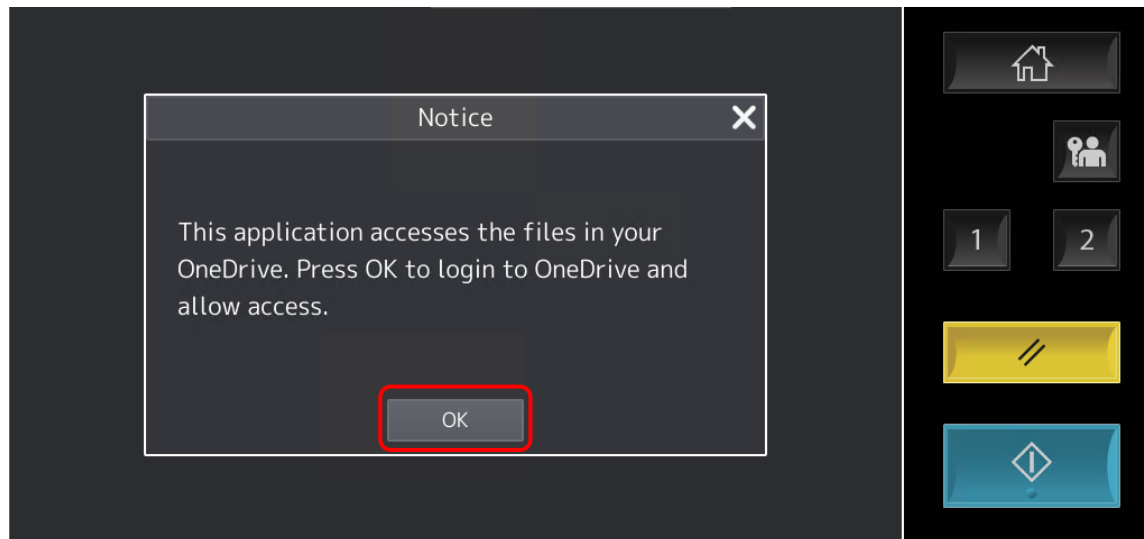 Notice
This application accesses the files in your
OneDrive. Press OK to login to OneDrive and
allow access.
OK
1
2